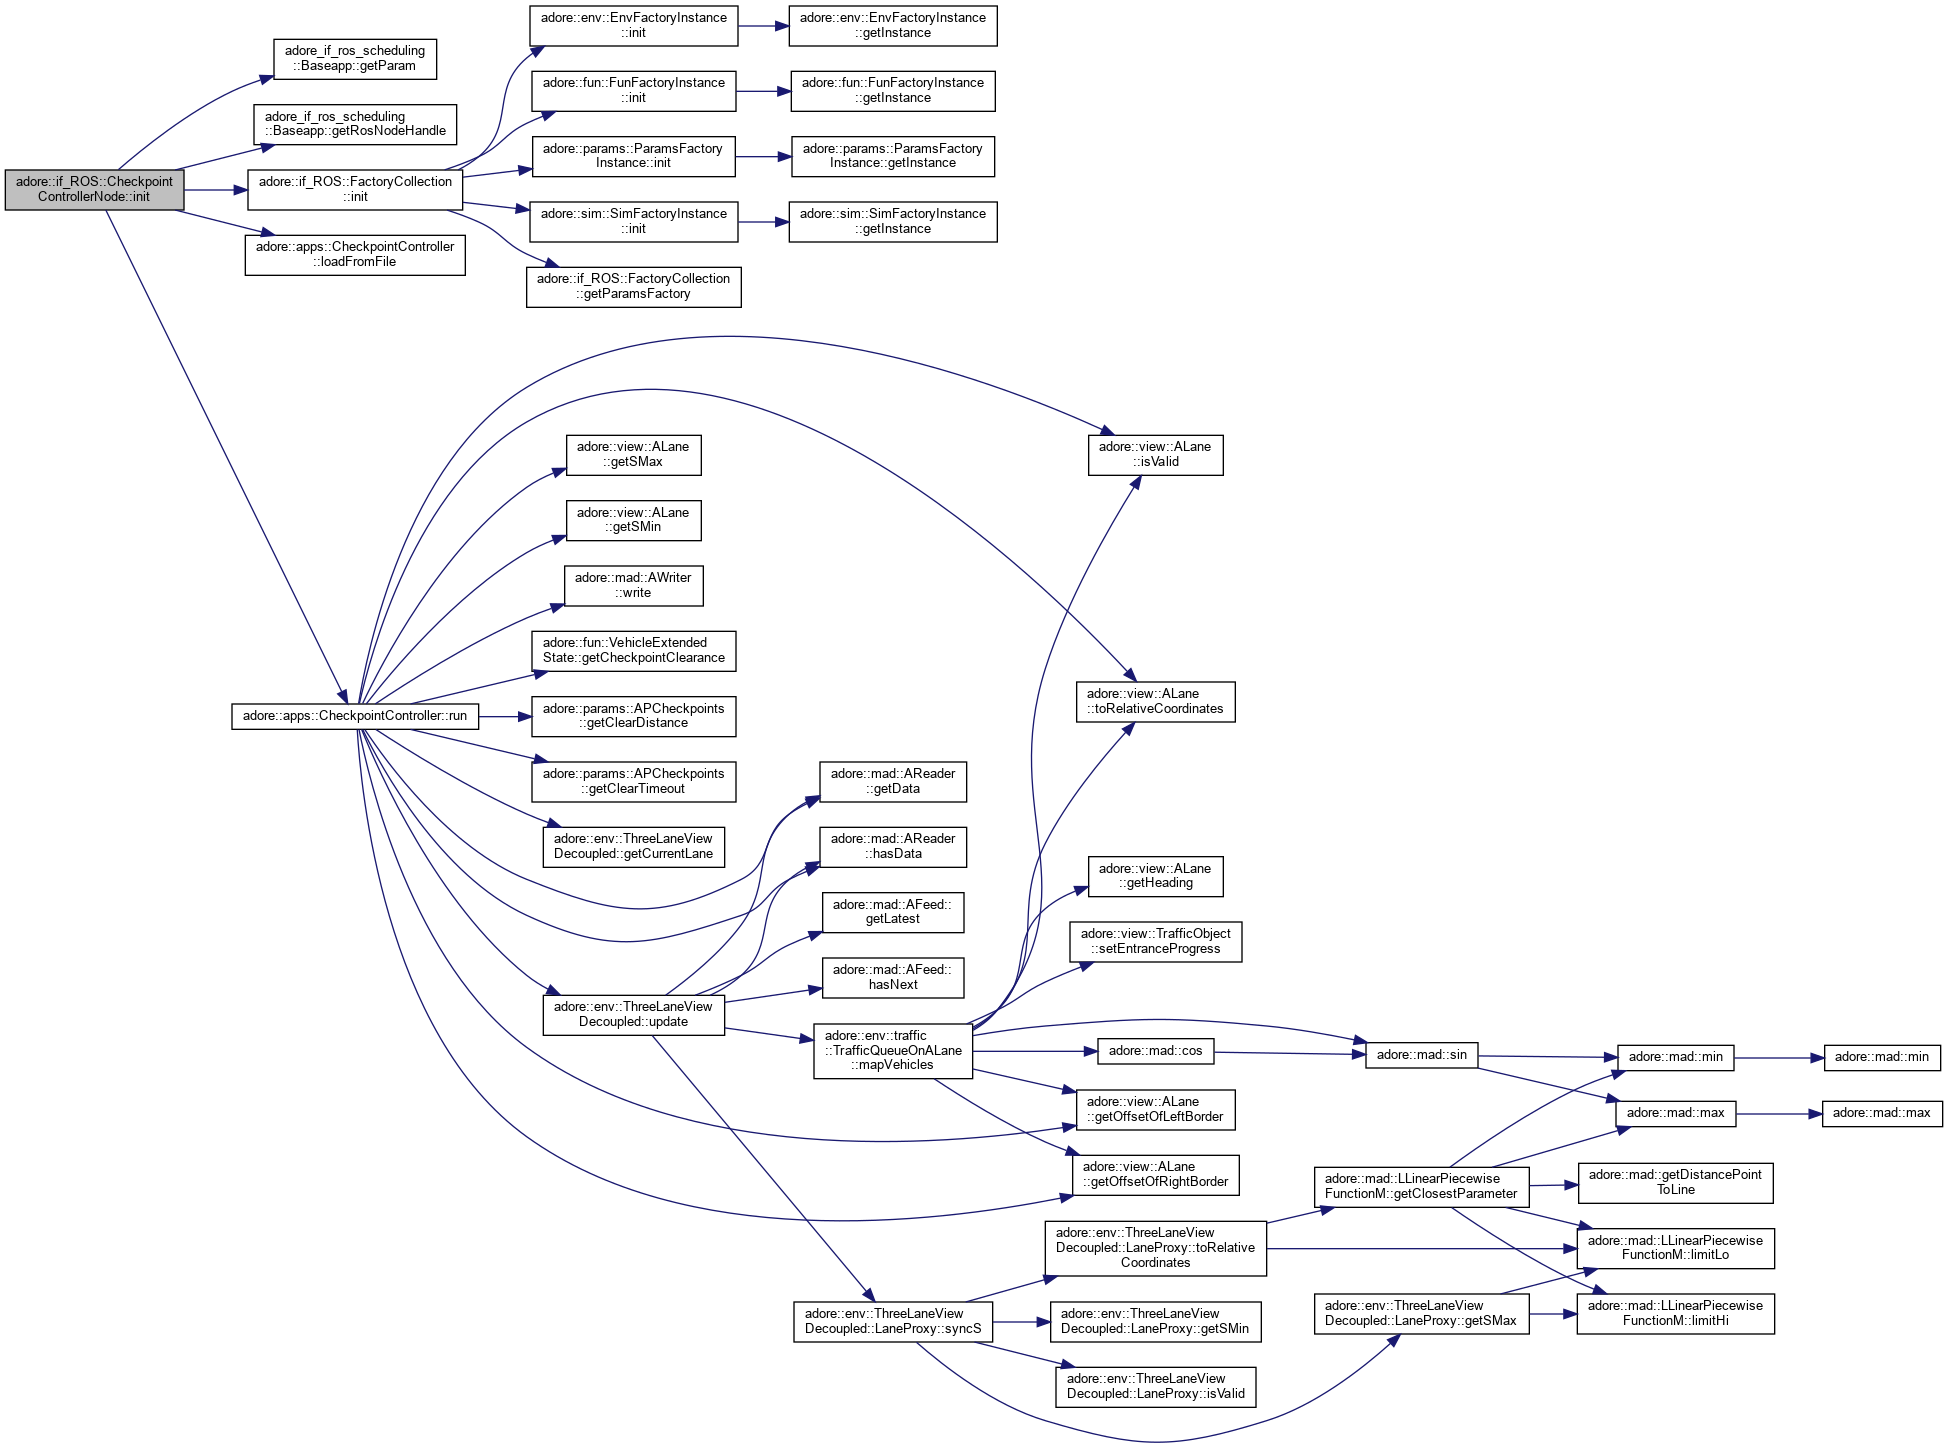 adore::if_ROS::Checkpoint
ControllerNode::init
adore_if_ros_scheduling
::Baseapp::getParam
adore_if_ros_scheduling
::Baseapp::getRosNodeHandle
adore::if_ROS::FactoryCollection
::init
adore::apps::CheckpointController
::loadFromFile
adore::env::EnvFactoryInstance
::init
adore::env::EnvFactoryInstance
::getInstance
adore::fun::FunFactoryInstance
::init
adore::fun::FunFactoryInstance
::getInstance
adore::params::ParamsFactory
Instance::init
adore::params::ParamsFactory
Instance::getInstance
adore::sim::SimFactoryInstance
::init
adore::sim::SimFactoryInstance
::getInstance
adore::if_ROS::FactoryCollection
::getParamsFactory
adore::apps::CheckpointController::run
adore::view::ALane
::getSMax
adore::view::ALane
::getSMin
adore::mad::AWriter
::write
adore::fun::VehicleExtended
State::getCheckpointClearance
adore::params::APCheckpoints
::getClearDistance
adore::params::APCheckpoints
::getClearTimeout
adore::env::ThreeLaneView
Decoupled::getCurrentLane
adore::env::ThreeLaneView
Decoupled::update
adore::mad::AReader
::getData
adore::mad::AReader
::hasData
adore::mad::AFeed::
getLatest
adore::mad::AFeed::
hasNext
adore::env::traffic
::TrafficQueueOnALane
::mapVehicles
adore::env::ThreeLaneView
Decoupled::LaneProxy::syncS
adore::view::ALane
::isValid
adore::view::ALane
::toRelativeCoordinates
adore::view::ALane
::getHeading
adore::view::TrafficObject
::setEntranceProgress
adore::mad::cos
adore::view::ALane
::getOffsetOfLeftBorder
adore::view::ALane
::getOffsetOfRightBorder
adore::env::ThreeLaneView
Decoupled::LaneProxy::toRelative
Coordinates
adore::env::ThreeLaneView
Decoupled::LaneProxy::getSMin
adore::env::ThreeLaneView
Decoupled::LaneProxy::isValid
adore::mad::sin
adore::mad::LLinearPiecewise
FunctionM::getClosestParameter
adore::env::ThreeLaneView
Decoupled::LaneProxy::getSMax
adore::mad::min
adore::mad::min
adore::mad::max
adore::mad::max
adore::mad::getDistancePoint
ToLine
adore::mad::LLinearPiecewise
FunctionM::limitLo
adore::mad::LLinearPiecewise
FunctionM::limitHi